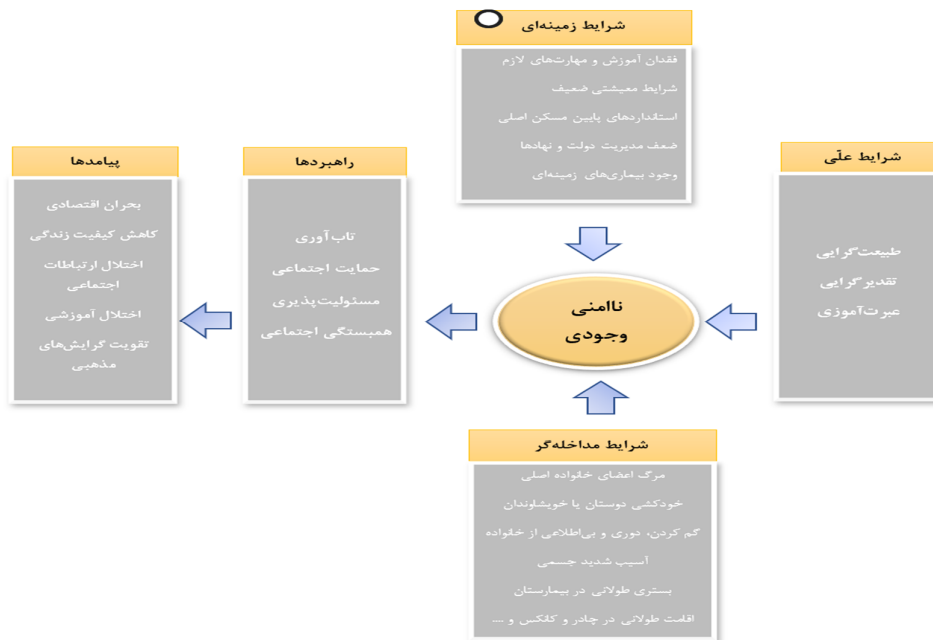 شرایط زمینه‌ای
فقدان آموزش و مهارت‌های لازم
شرایط معیشتی ضعیف
استانداردهای پایین مسکن اصلی
ضعف مدیریت دولت و نهادها
وجود بیماری‌های زمینه‌ای
شرایط علّی
طبیعت‌گرایی
تقدیرگرایی
عبرت‌آموزی
ناامنی
وجودی
شرایط مداخله‌گر
مرگ اعضای خانواده اصلی
خودکشی دوستان یا خویشاوندان
گم کردن، دوری و بی‌اطلاعی از خانواده
آسیب شدید جسمی
بستری طولانی در بیمارستان
اقامت طولانی در چادر و کانکس و ....
راهبردها
تاب‌آوری
حمایت اجتماعی
مسئولیت‌پذیری
همبستگی اجتماعی
پیامدها
بحران اقتصادی
کاهش کیفیت زندگی
اختلال ارتباطات
اجتماعی
اختلال آموزشی
تقویت گرایش‌های
مذهبی